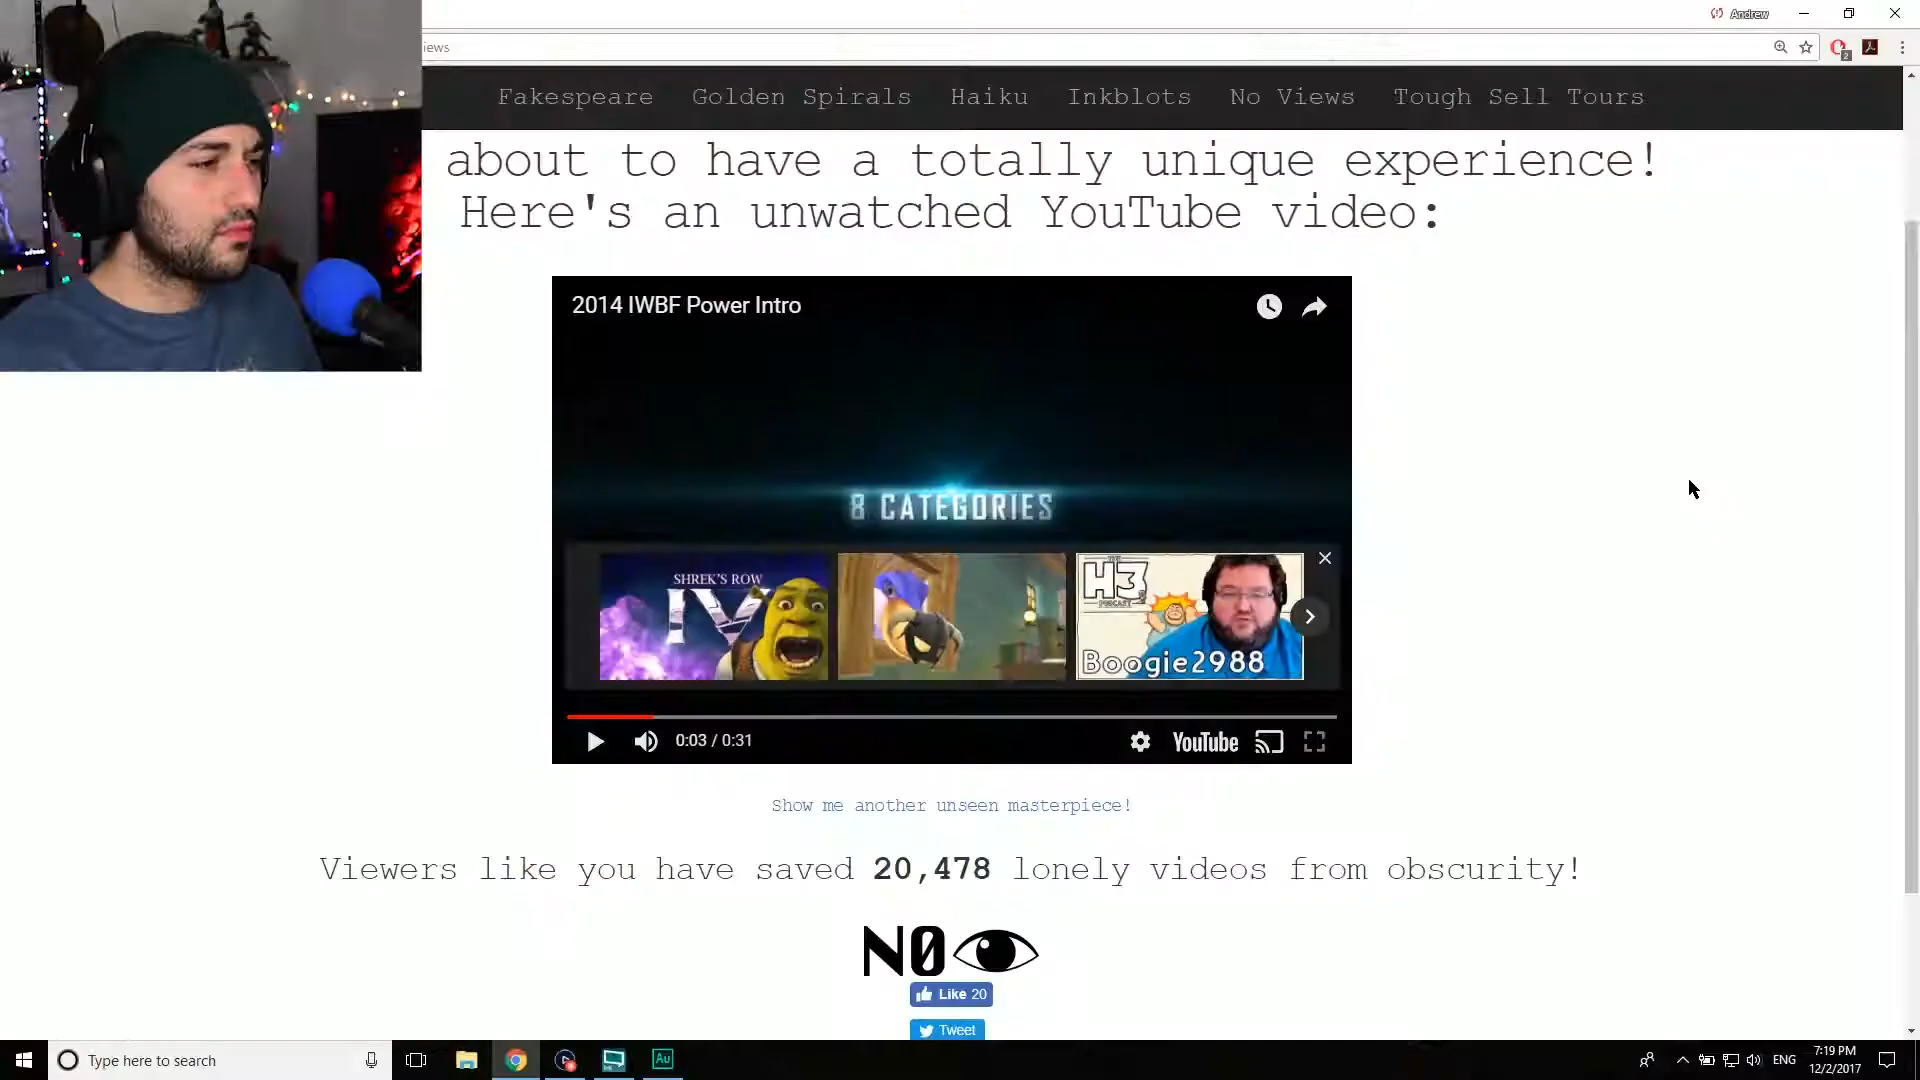 Andrew
iews
2
Fakespeare Golden Spirals Haiku Inkblots No Views Tough Sell Tours
about to have a totally unique experience!
Here's an unwatched YouTube video:
2014 IWBF Power Intro
8 CATEGORIES
SHREK'S ROW
IV
H3
PODCAST
Boogie2988
0:03 / 0:31
YouTube
Show me another unseen masterpiece!
Viewers like you have saved 20,478 lonely videos from obscurity!
NO
Like 20
Tweet
Type here to search
Au
ENG
7:19 PM
12/2/2017